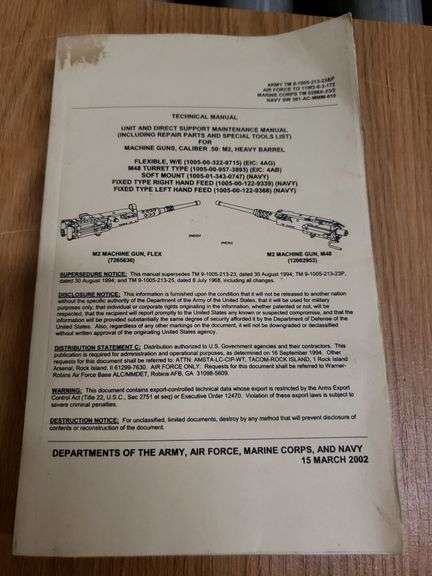 ARMY TM 9-1005-213-23&P
AIR FORCE TO 11W2-6-3-172
NAVY SW 361-AC-MMM-010
TECHNICAL MANUAL
UNIT AND DIRECT SUPPORT MAINTENANCE MANUAL
(INCLUDING REPAIR PARTS AND SPECIAL TOOLS LIST)
FOR
MACHINE GUNS, CALIBER .50: M2, HEAVY BARREL
FLEXIBLE, W/E (1005-00-322-9715) (EIC: 4AG)
M48 TURRET TYPE (1005-00-957-3893) (EIC: 4AB)
SOFT MOUNT (1005-01-343-0747) (NAVY)
FIXED TYPE RIGHT HAND FEED (1005-00-122-9339) (NAVY)
FIXED TYPE LEFT HAND FEED (1005-00-122-9368) (NAVY)
M2 MACHINE GUN, FLEX
(7265636)
M2 MACHINE GUN, M48
(12002953)
SUPERSEDURE NOTICE: This manual supersedes TM 9-1005-213-23, dated 30 August 1994; TM 9-1005-213-23P,
dated 30 August 1994; and TM 9-1005-213-25, dated 6 July 1968, including all changes.
DISCLOSURE NOTICE: This information is furnished upon the condition that it will not be released to another nation
without the specific authority of the Department of the Army of the United States, that it will be used for military
purposes only, that individual or corporate rights originating in the information, whether patented or not, will be
respected, that the recipient will report promptly to the United States any known or suspected compromise, and that the
information will be provided substantially the same degree of security afforded it by the Department of Defense of the
United States. Also, regardless of any other markings on the document, it will not be downgraded or declassified
without written approval of the originating United States agency.
DISTRIBUTION STATEMENT C: Distribution authorized to U.S. Government agencies and their contractors. This
publication is required for administration and operational purposes, as determined on 16 September 1994. Other
requests for this document shall be referred to: ATTN: AMSTA-LC-CIP-WT, TACOM-ROCK ISLAND, 1 Rock Island
Arsenal, Rock Island, Il 61299-7630. AIR FORCE ONLY: Requests for this document shall be referred to Warner-
Robins Air Force Base ALC/MMDET, Robins AFB, GA 31098-5609.
WARNING: This document contains export-controlled technical data whose export is restricted by the Arms Export
Control Act (Title 22, U.S.C., Sec 2751 et seq) or Executive Order 12470. Violation of these export laws is subject to
severe criminal penalties.
DESTRUCTION NOTICE: For unclassified, limited documents, destroy by any method that will prevent disclosure of
contents or reconstruction of the document.
DEPARTMENTS OF THE ARMY, AIR FORCE, MARINE CORPS, AND NAVY
15 MARCH 2002